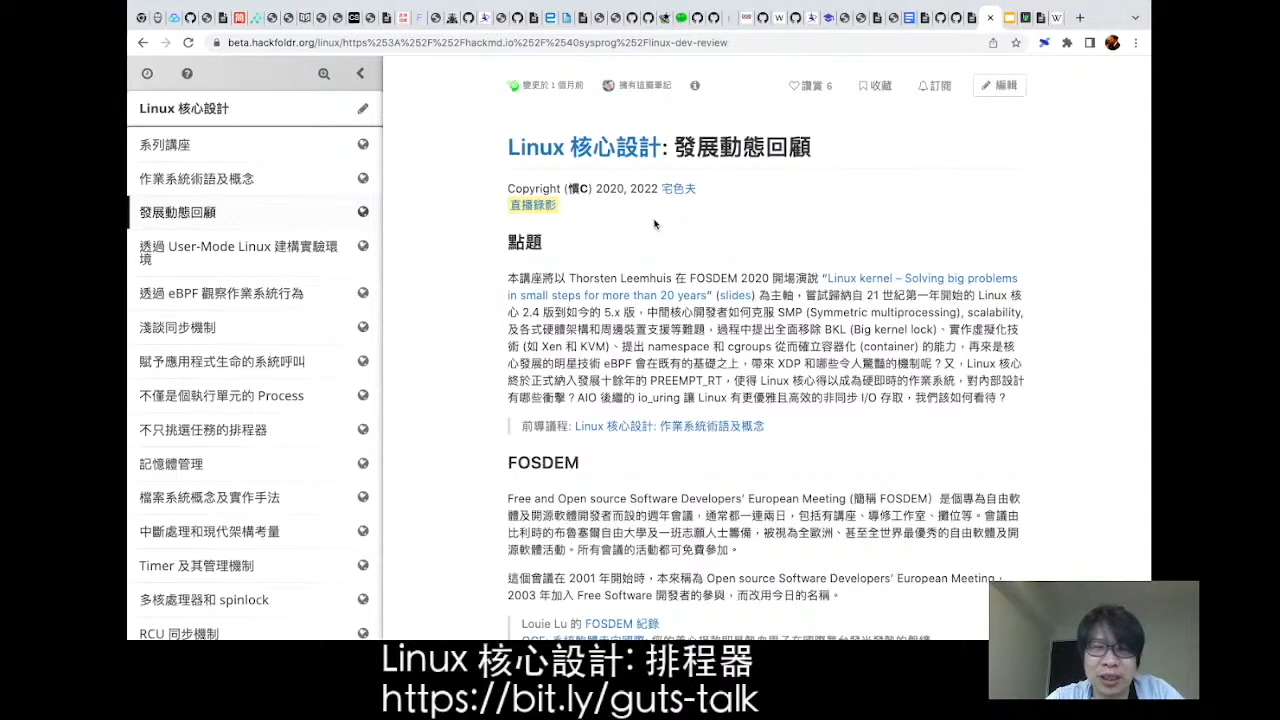 beta.hackfoldr.org/linux/https%253A%252F%252Fhackmd.io%252F%2540sysprog%252Flinux-dev-review
Linux 核心設計
系列講座
作業系統術語及概念
發展動態回顧
透過 User-Mode Linux 建構實驗環
境
透過 eBPF 觀察作業系統行為
淺談同步機制
賦予應用程式生命的系統呼叫
不僅是個執行單元的 Process
不只挑選任務的排程器
記憶體管理
檔案系統概念及實作手法
中斷處理和現代架構考量
Timer 及其管理機制
多核處理器和 spinlock
RCU 同步機制
變更於 1 個月前 擁有這篇筆記 讚賞 6 收藏 訂閱 編輯
Linux 核心設計: 發展動態回顧
Copyright (慣C) 2020, 2022 宅色夫
直播錄影
點題
本講座將以 Thorsten Leemhuis 在 FOSDEM 2020 開場演說 “Linux kernel – Solving big problems
in small steps for more than 20 years” (slides) 為主軸，嘗試歸納自 21 世紀第一年開始的 Linux 核
心 2.4 版到如今的 5.x 版，中間核心開發者如何克服 SMP (Symmetric multiprocessing), scalability,
及各式硬體架構和周邊裝置支援等難題，過程中提出全面移除 BKL (Big kernel lock)、實作虛擬化技
術 (如 Xen 和 KVM)、提出 namespace 和 cgroups 從而確立容器化 (container) 的能力，再來是核
心發展的明星技術 eBPF 會在既有的基礎之上，帶來 XDP 和哪些令人驚豔的機制呢？又，Linux 核心
終於正式納入發展十餘年的 PREEMPT_RT，使得 Linux 核心得以成為硬即時的作業系統，對內部設計
有哪些衝擊？AIO 後繼的 io_uring 讓 Linux 有更優雅且高效的非同步 I/O 存取，我們該如何看待？
前導議程: Linux 核心設計: 作業系統術語及概念
FOSDEM
Free and Open source Software Developers’ European Meeting (簡稱 FOSDEM）是個專為自由軟
體及開源軟體開發者而設的週年會議，通常都一連兩日，包括有講座、導修工作室、攤位等。會議由
比利時的布魯塞爾自由大學及一班志願人士籌備，被視為全歐洲、甚至全世界最優秀的自由軟體及開
源軟體活動。所有會議的活動都可免費參加。
這個會議在 2001 年開始時，本來稱為 Open source Software Developers’ European Meeting，
2003 年加入 Free Software 開發者的參與，而改用今日的名稱。
Louie Lu 的 FOSDEM 紀錄
Linux 核心設計: 排程器
https://bit.ly/guts-talk